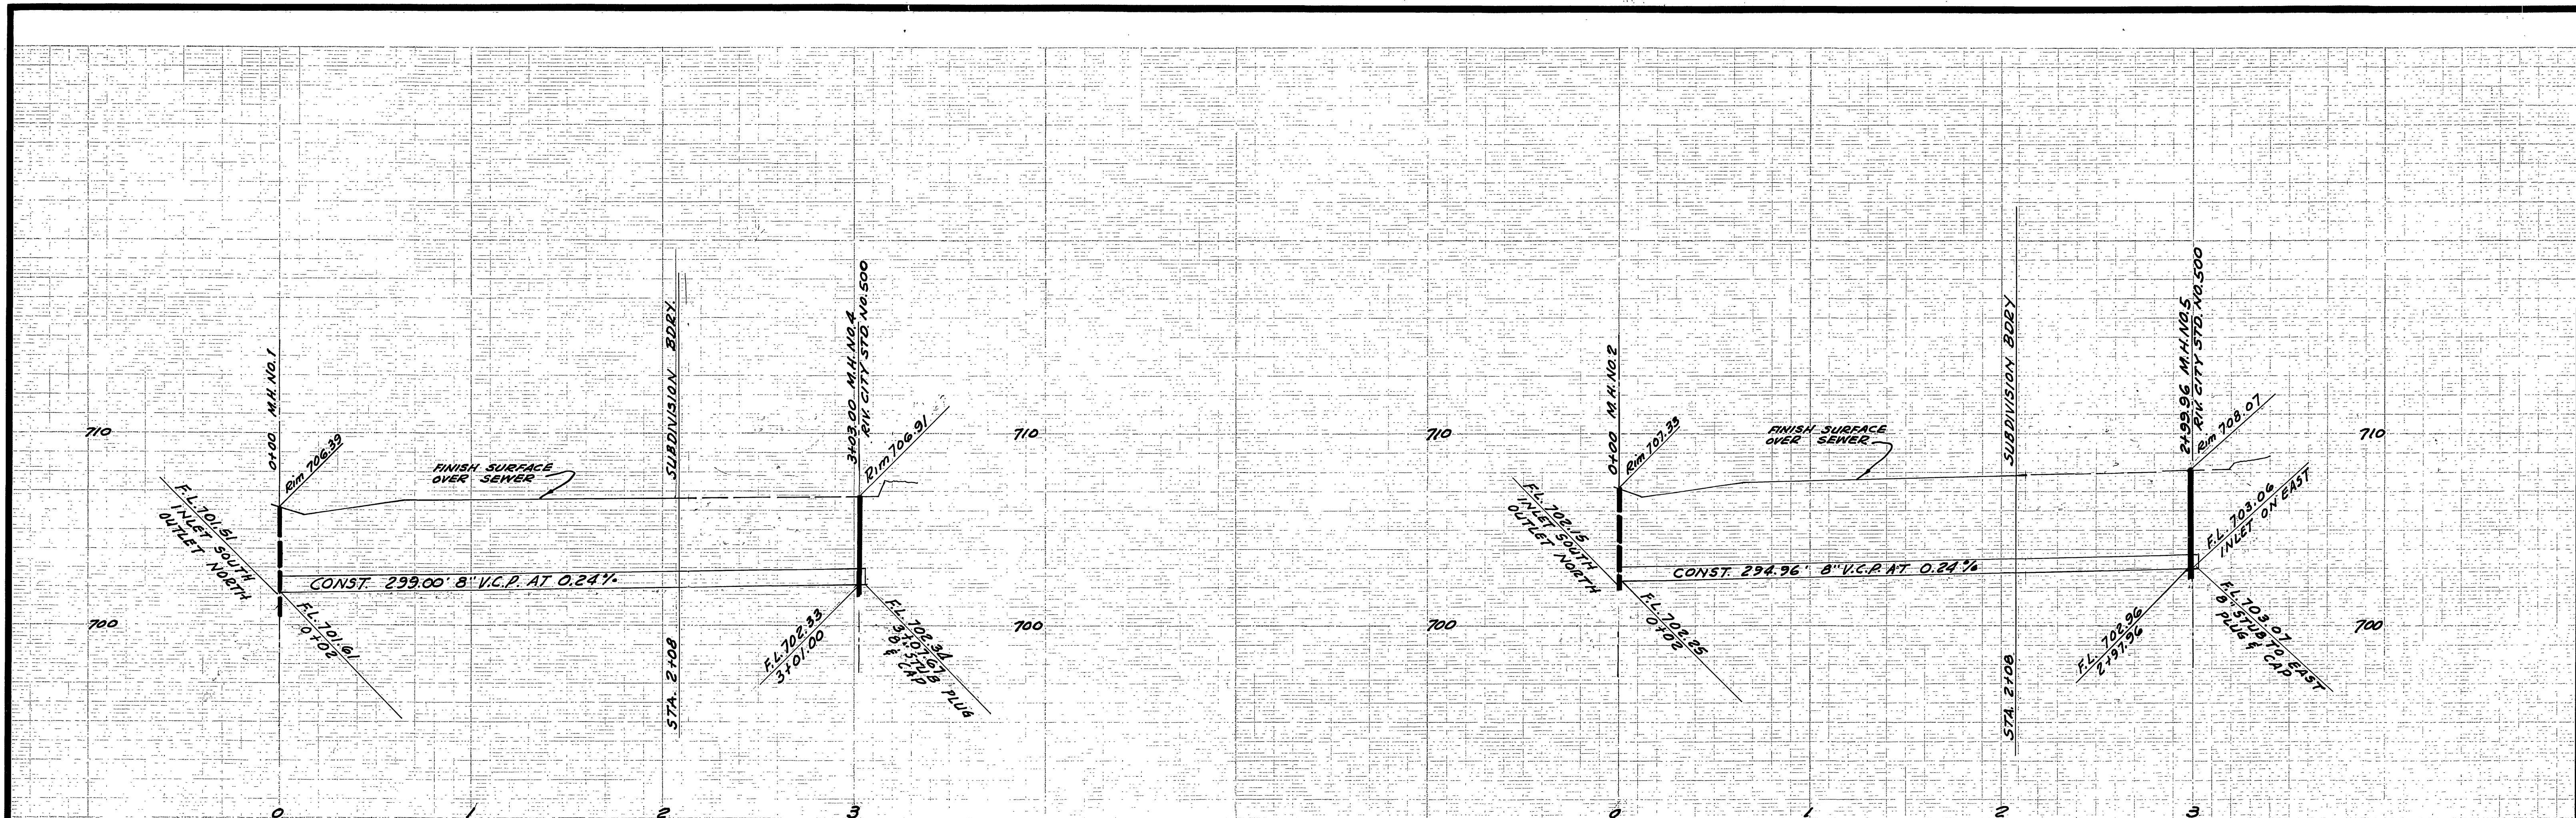 0+00 M.H. No. 1
Rim 706.39
710
FINISH SURFACE
OVER SEWER
SUBDIVISION BDRY.
3+03.00 M.H. No. 4
RIV. CITY STD. NO. 500
Rim 706.91
710
F.L. 701.51
INLET SOUTH
OUTLET NORTH
CONST. 299.00' 8" V.C.P. AT 0.24%
700
F.L. 701.61
0+02
STA. 2+08
F.L. 702.33
3+01.00
F.L. 702.34
3+07.67
8" STUB PLUG
& CAP
700
0
1
2
3
710
0+00 M.H. No. 2
Rim 707.33
FINISH SURFACE
OVER SEWER
SUBDIVISION BDRY
2+99.96 M.H. NO. 5
RIV. CITY STD. NO. 500
Rim 708.07
710
F.L. 702.15
INLET SOUTH
OUTLET NORTH
CONST. 294.96' 8" V.C.P. AT 0.24%
F.L. 703.06
INLET ON EAST
700
F.L. 702.25
0+02
STA. 2+08
F.L. 702.96
2+97.96
F.L. 703.07
8" STUB TO EAST
PLUG & CAP
700
0
1
2
3